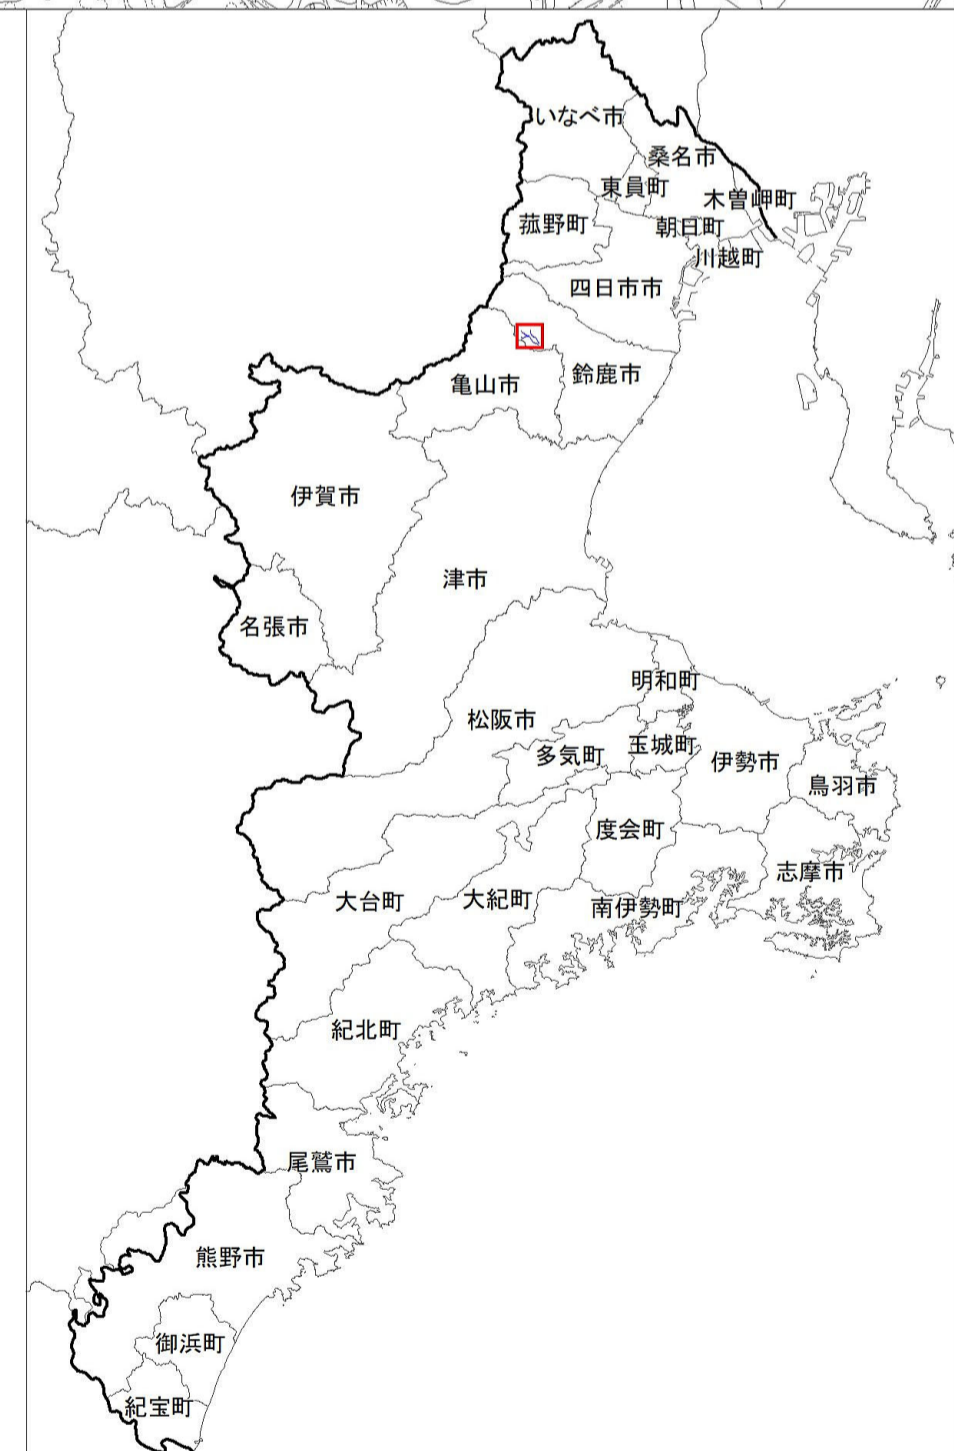 いなべ市
桑名市
東員町
木曽岬町
菰野町
朝日町
川越町
四日市市
亀山市
鈴鹿市
伊賀市
津市
名張市
明和町
松阪市
多気町
玉城町
伊勢市
鳥羽市
度会町
志摩市
大台町
大紀町
南伊勢町
紀北町
尾鷲市
熊野市
御浜町
紀宝町